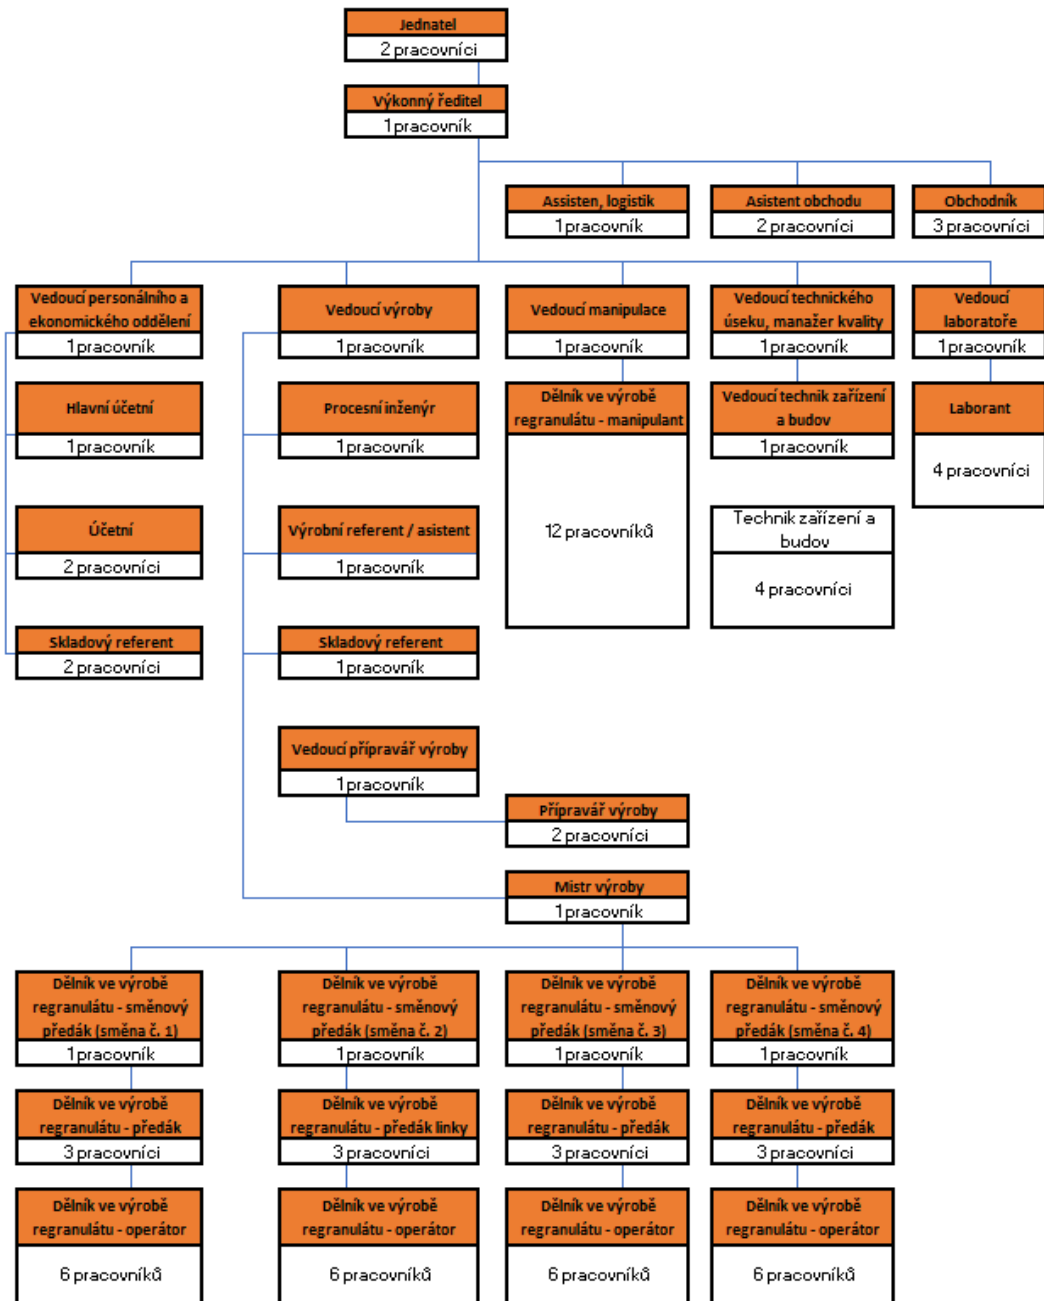 Jednatel
2 pracovníci
Výkonný ředitel
1 pracovník
Assisten, logistik
1 pracovník
Asistent obchodu
2 pracovníci
Obchodník
3 pracovníci
Vedoucí personálního a
ekonomického oddělení
1 pracovník
Vedoucí výroby
1 pracovník
Vedoucí manipulace
1 pracovník
Vedoucí technického
úseku, manažer kvality
1 pracovník
Vedoucí
laboratoře
1 pracovník
Hlavní účetní
1 pracovník
Procesní inženýr
1 pracovník
Dělník ve výrobě
regranulátu - manipulant
12 pracovníků
Vedoucí technik zařízení
a budov
1 pracovník
Laborant
4 pracovníci
Účetní
2 pracovníci
Výrobní referent / asistent
1 pracovník
Technik zařízení a
budov
4 pracovníci
Skladový referent
2 pracovníci
Skladový referent
1 pracovník
Vedoucí přípravář výroby
1 pracovník
Přípravář výroby
2 pracovníci
Mistr výroby
1 pracovník
Dělník ve výrobě
regranulátu - směnový
předák (směna č. 1)
1 pracovník
Dělník ve výrobě
regranulátu - směnový
předák (směna č. 2)
1 pracovník
Dělník ve výrobě
regranulátu - směnový
předák (směna č. 3)
1 pracovník
Dělník ve výrobě
regranulátu - směnový
předák (směna č. 4)
1 pracovník
Dělník ve výrobě
regranulátu - předák
3 pracovníci
Dělník ve výrobě
regranulátu - předák linky
3 pracovníci
Dělník ve výrobě
regranulátu - předák
3 pracovníci
Dělník ve výrobě
regranulátu - předák
3 pracovníci
Dělník ve výrobě
regranulátu - operátor
6 pracovníků
Dělník ve výrobě
regranulátu - operátor
6 pracovníků
Dělník ve výrobě
regranulátu - operátor
6 pracovníků
Dělník ve výrobě
regranulátu - operátor
6 pracovníků